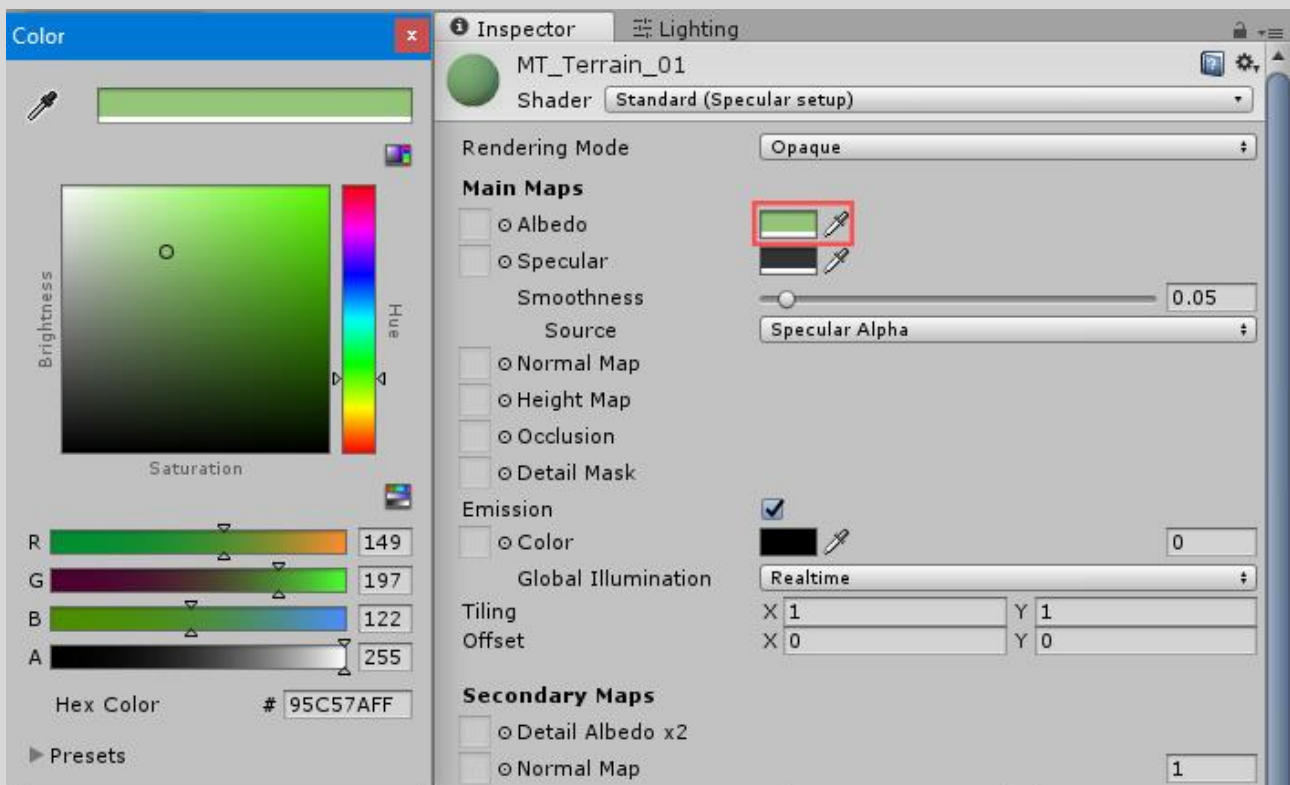 Color
x
Brightness
Hue
Saturation
R 149
G 197
B 122
A 255
Hex Color # 95C57AFF
Presets
Inspector Lighting
MT_Terrain_01
Shader Standard (Specular setup)
Rendering Mode Opaque
Main Maps
Albedo
Specular
Smoothness 0.05
Source Specular Alpha
Normal Map
Height Map
Occlusion
Detail Mask
Emission
Color 0
Global Illumination Realtime
Tiling X 1 Y 1
Offset X 0 Y 0
Secondary Maps
Detail Albedo x2
Normal Map 1